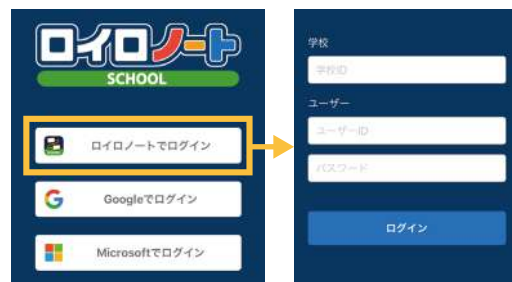 ロイロノート
SCHOOL
ロイロノートでログイン
Googleでログイン
Microsoftでログイン
学校
学校ID
ユーザー
ユーザーID
パスワード
ログイン